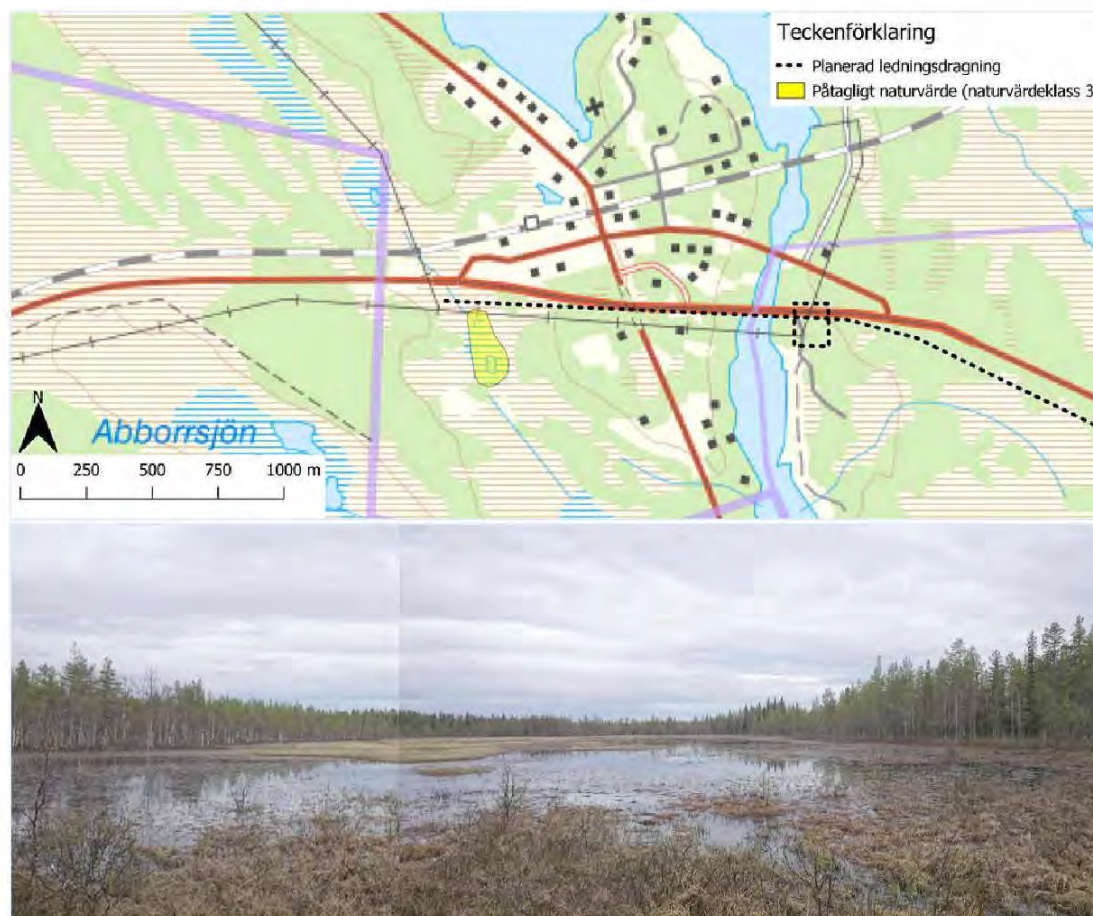 Teckenförklaring
Planerad ledningsdragning
Påtagligt naturvärde (naturvärdeklass 3
N
Abborrsjön
0 250 500 750 1000 m